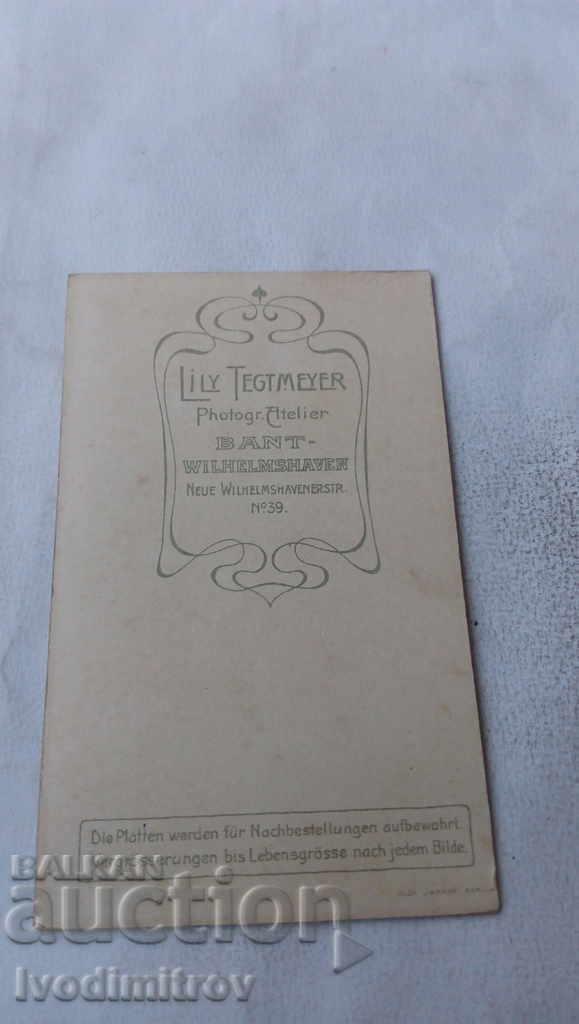 LILY TEGTMEYER
Photogr. Atelier
BANT-
WILHELMSHAVEN
NEUE WILHELMSHAVENERSTR.
No 39.
Die Platten werden für Nachbestellungen aufbewahrt.
Vergrösserungen bis Lebensgrösse nach jedem Bilde.
BALKAN
auction
Ivodimitrov